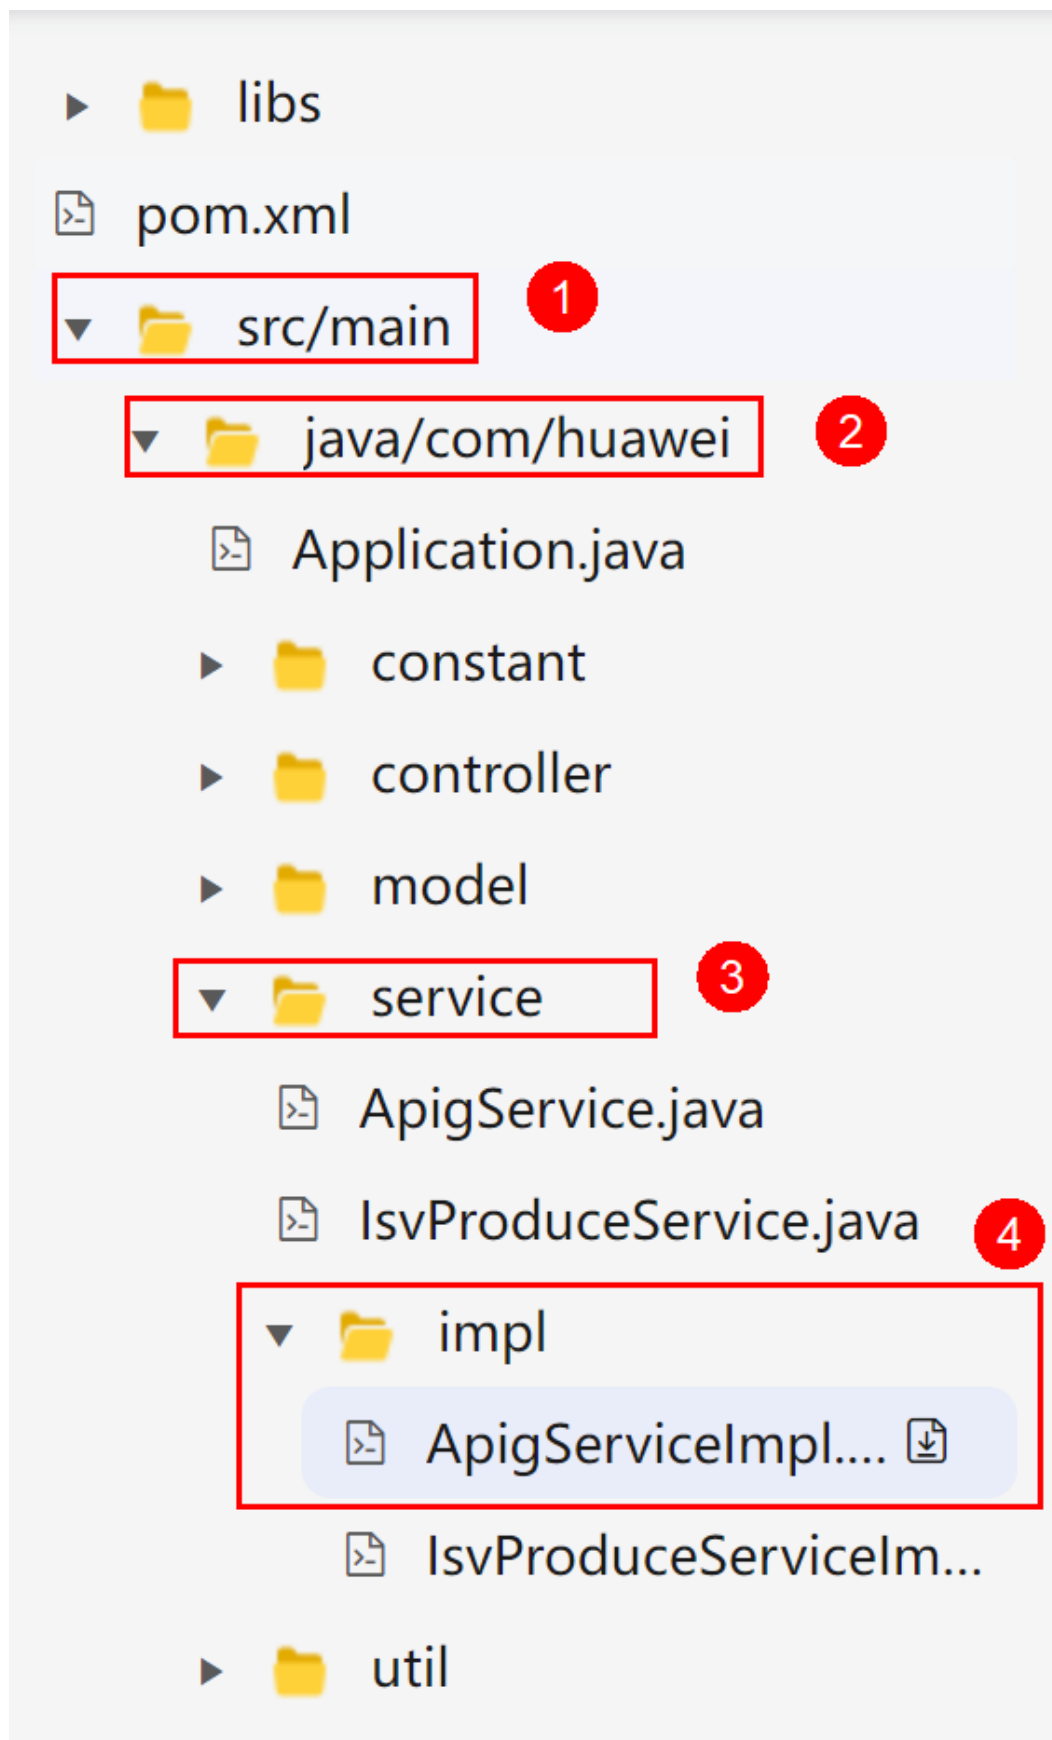 libs
pom.xml
src/main
1
java/com/huawei
2
Application.java
constant
controller
model
service
3
ApigService.java
IsvProduceService.java
4
impl
ApigServiceImpl....
IsvProduceServiceIm...
util